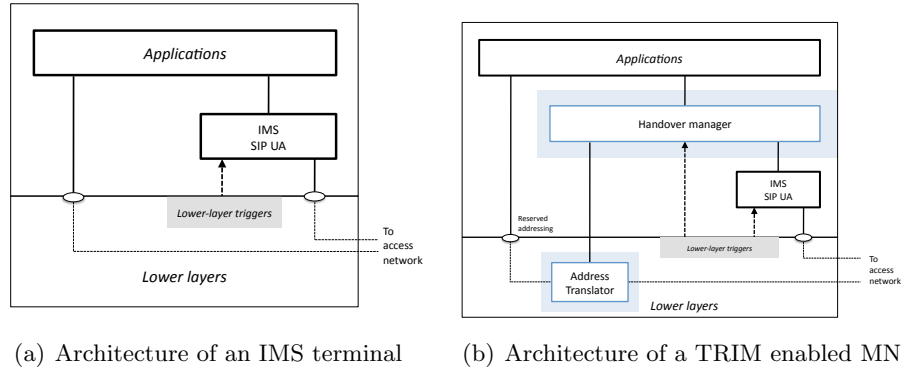 Applications
IMS
SIP UA
Lower-layer triggers
To
access
network
Lower layers
Applications
Handover manager
IMS
SIP UA
Reserved
addressing
Lower-layer triggers
To
access
network
Address
Translator
Lower layers
(a) Architecture of an IMS terminal
(b) Architecture of a TRIM enabled MN